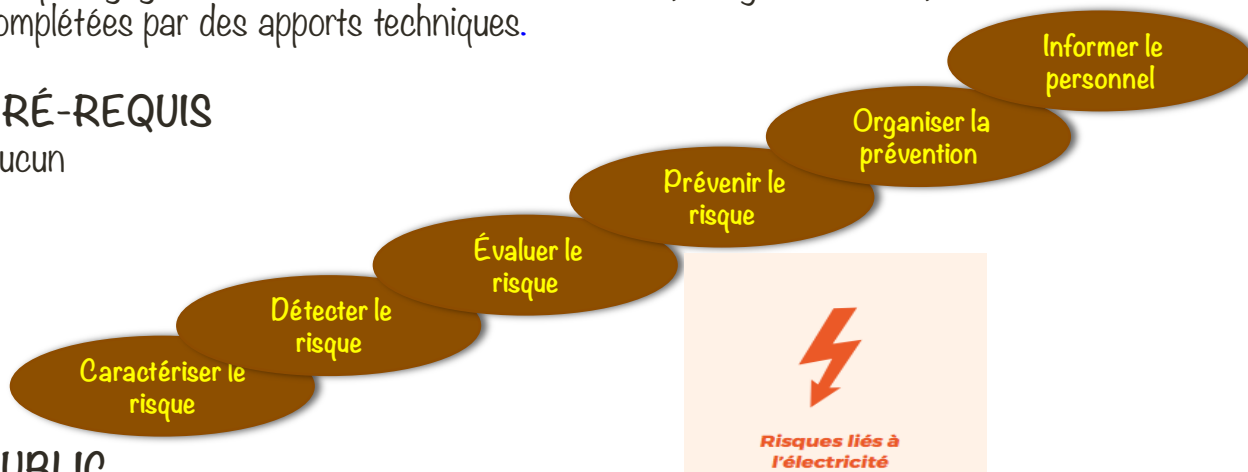 omplétées par des apports techniques.
RÉ-REQUIS
ucun
Informer le
personnel
Organiser la
prévention
Prévenir le
risque
Évaluer le
risque
Détecter le
risque
Caractériser le
risque
Risques liés à
l'électricité
UBLIC